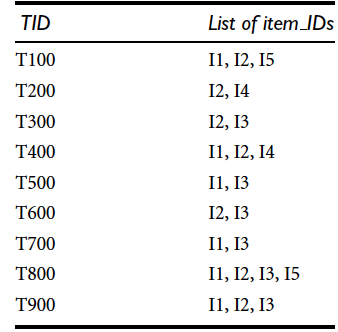 TID List of item_IDs
T100 I1, I2, I5
T200 I2, I4
T300 I2, I3
T400 I1, I2, I4
T500 I1, I3
T600 I2, I3
T700 I1, I3
T800 I1, I2, I3, I5
T900 I1, I2, I3